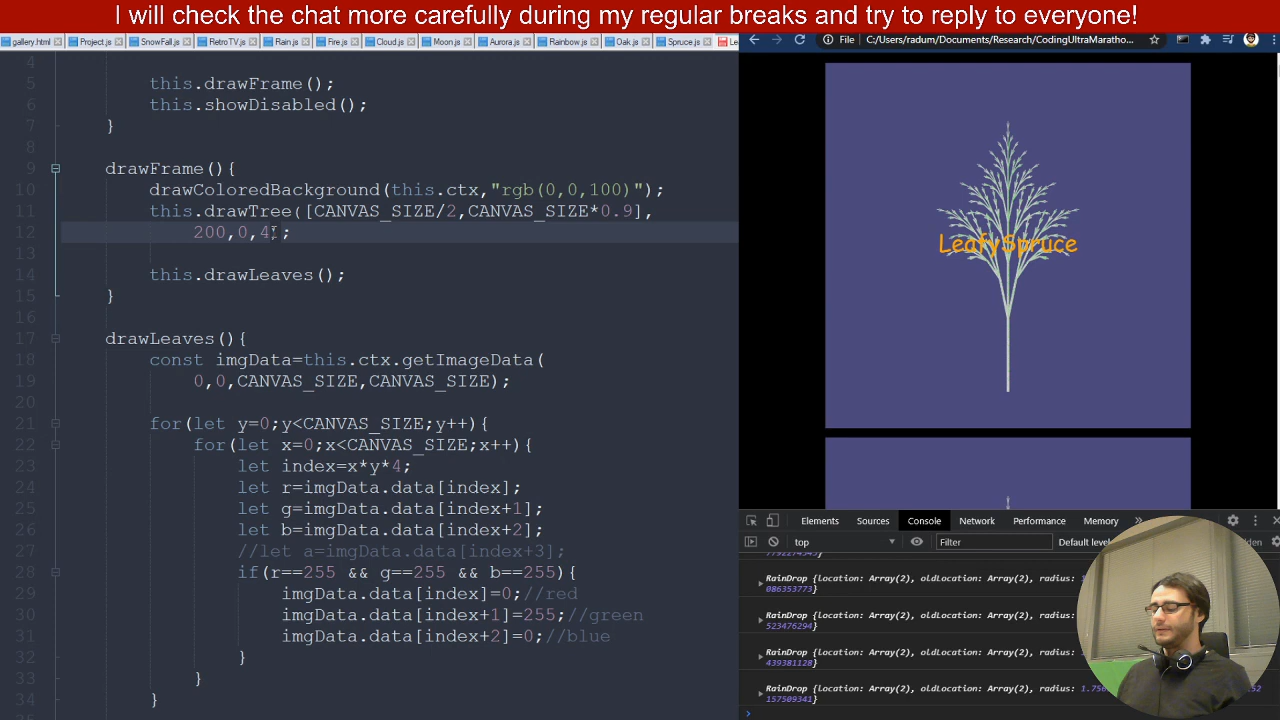 I will check the chat more carefully during my regular breaks and try to reply to everyone!
gallery.html Project.js SnowFall.js RetroTV.js Rain.js Fire.js Cloud.js Moon.js Aurora.js Rainbow.js Oak.js Spruce.js Le
File C:/Users/radum/Documents/Research/CodingUltraMaratho...
4
5 this.drawFrame();
6 this.showDisabled();
7 }
8
9 drawFrame(){
10 drawColoredBackground(this.ctx,"rgb(0,0,100)");
11 this.drawTree([CANVAS_SIZE/2,CANVAS_SIZE*0.9],
12 200,0,4);
13
14 this.drawLeaves();
15 }
16
17 drawLeaves(){
18 const imgData=this.ctx.getImageData(
19 0,0,CANVAS_SIZE,CANVAS_SIZE);
20
21 for(let y=0;y<CANVAS_SIZE;y++){
22 for(let x=0;x<CANVAS_SIZE;x++){
23 let index=x*y*4;
24 let r=imgData.data[index];
25 let g=imgData.data[index+1];
26 let b=imgData.data[index+2];
27 //let a=imgData.data[index+3];
28 if(r==255 && g==255 && b==255){
29 imgData.data[index]=0;//red
30 imgData.data[index+1]=255;//green
31 imgData.data[index+2]=0;//blue
32 }
33 }
34 }
LeafySpruce
Elements Sources Console Network Performance Memory »
top Filter Default level
RainDrop {location: Array(2), oldLocation: Array(2), radius: 1
086353773}
RainDrop {location: Array(2), oldLocation: Array(2), radius:
523476294}
RainDrop {location: Array(2), oldLocation: Array(2), radius:
439381128}
RainDrop {location: Array(2), oldLocation: Array(2), radius: 1.756 52
157509341}